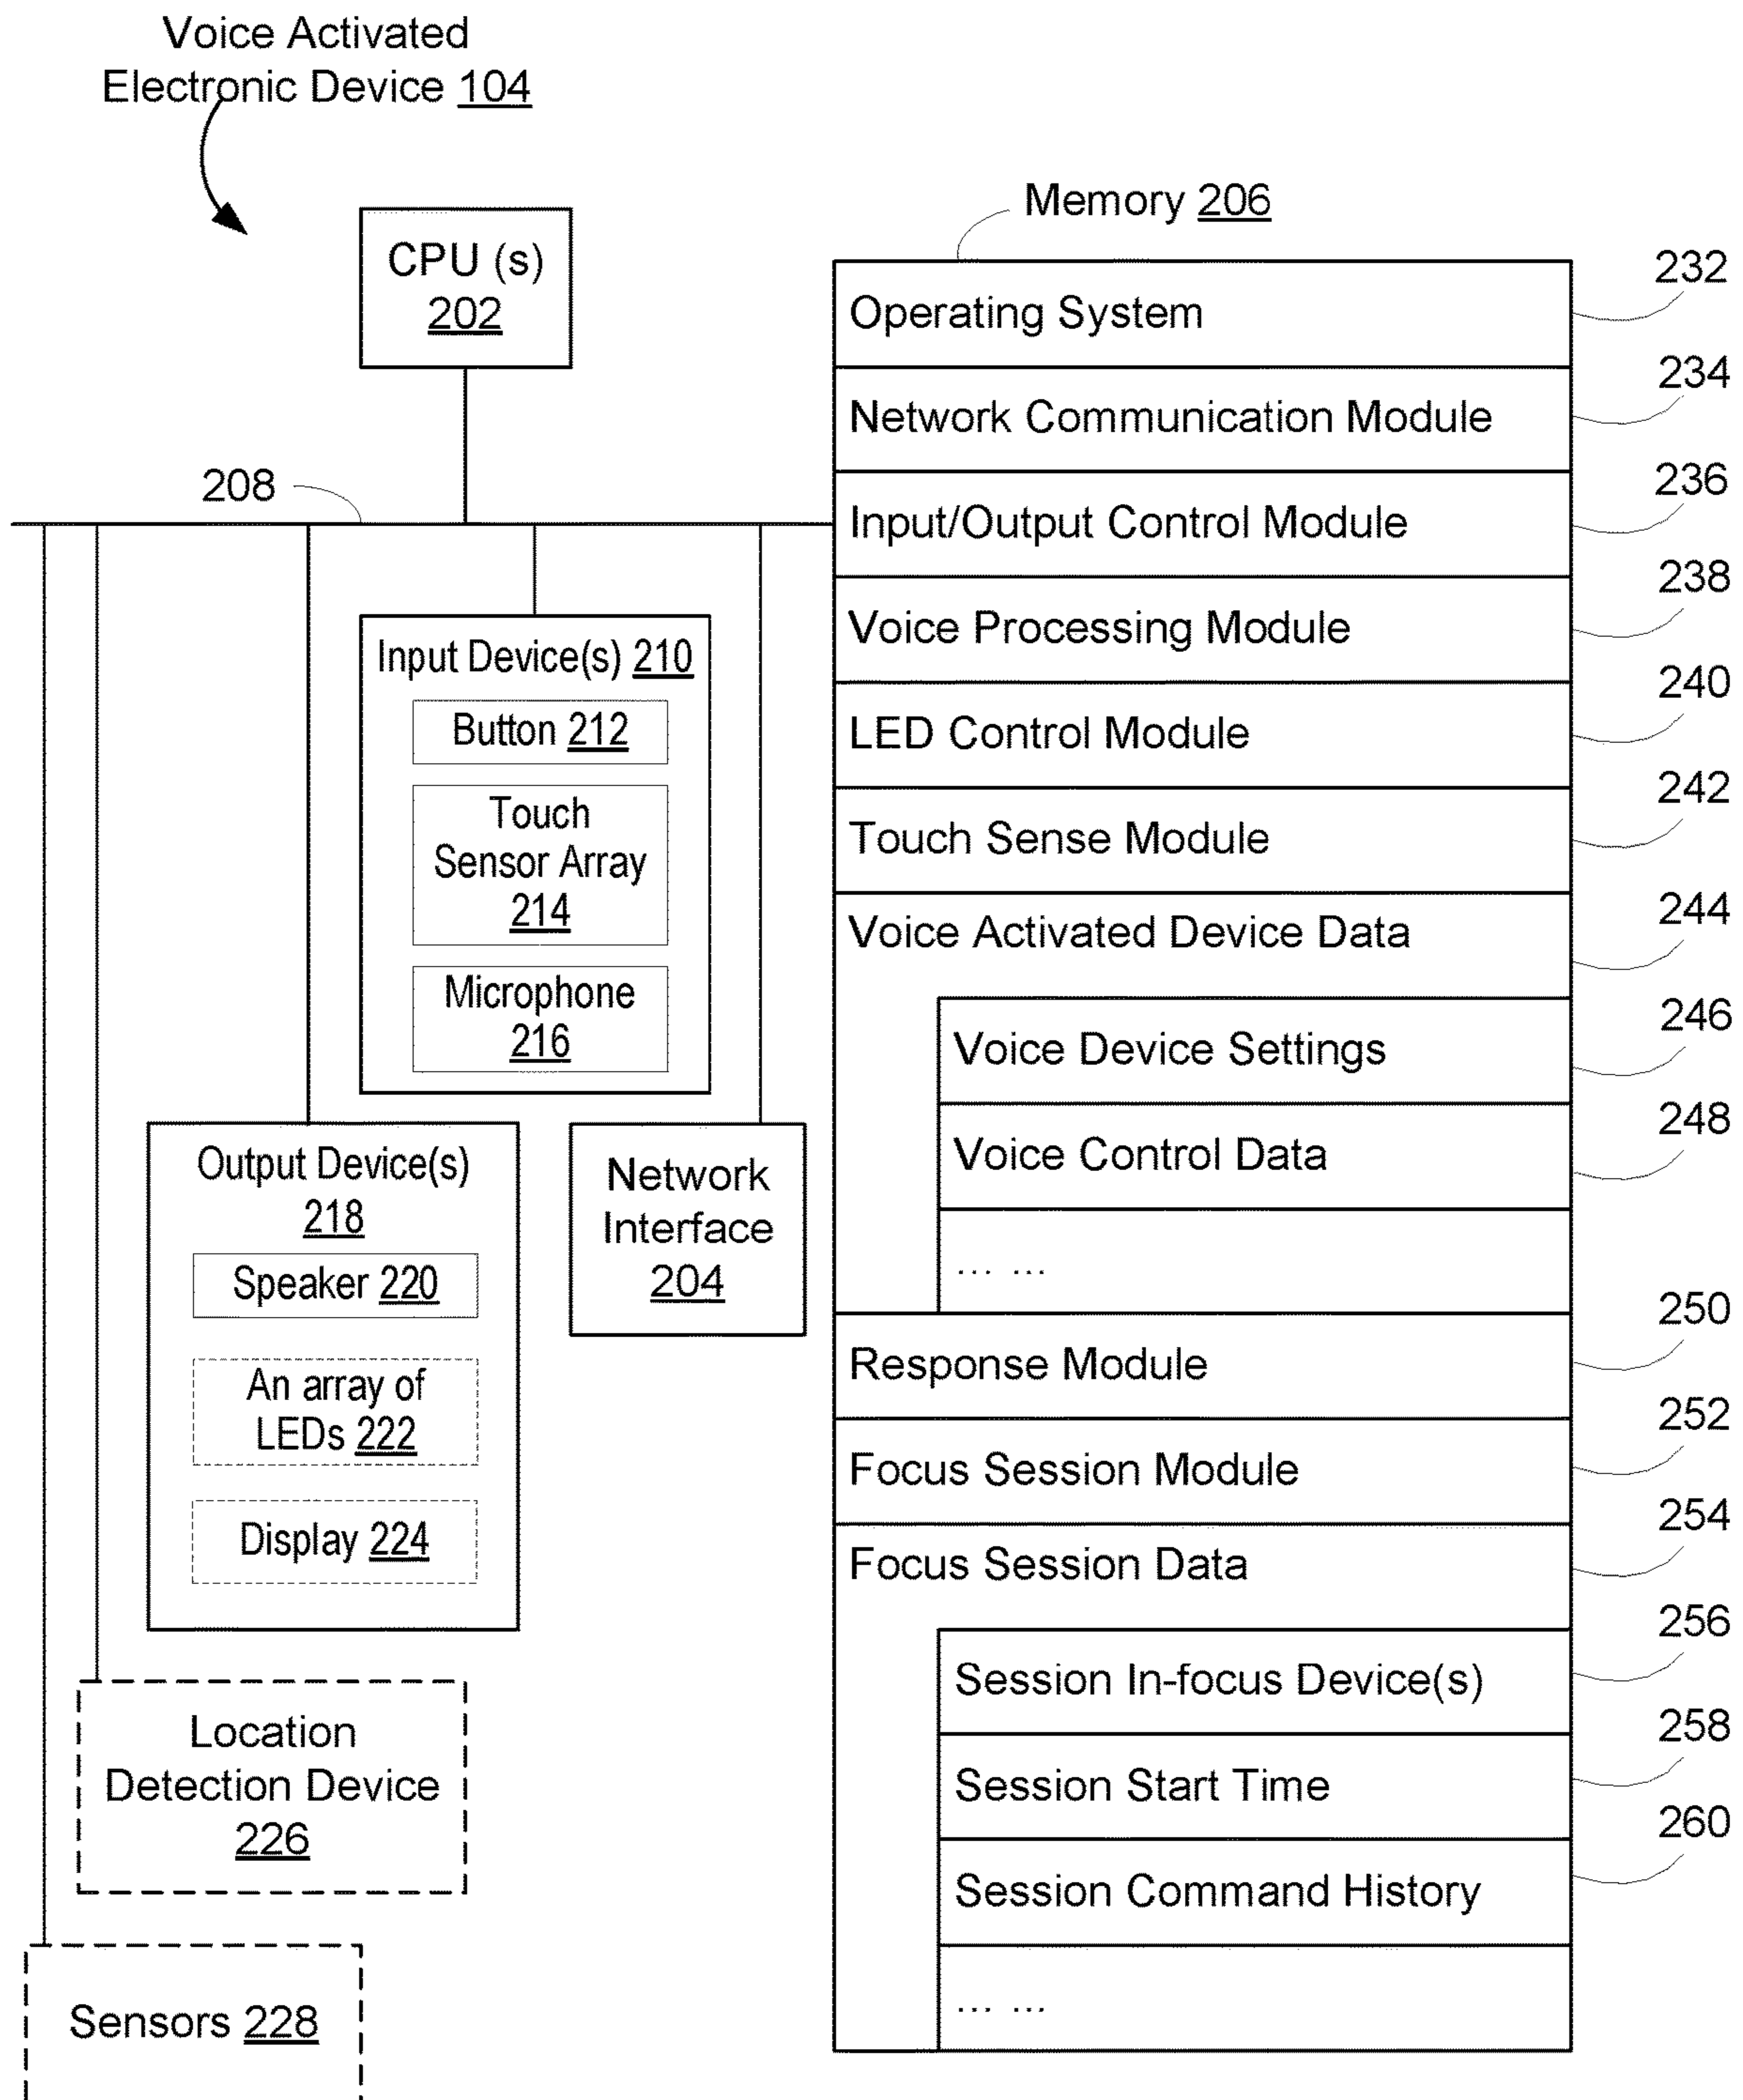 Voice Activated
Electronic Device 104
CPU (s)
202
208
Input Device(s) 210
Button 212
Touch
Sensor Array
214
Microphone
216
Output Device(s)
218
Speaker 220
An array of
LEDs 222
Display 224
Network
Interface
204
Location
Detection Device
226
Sensors 228
Memory 206
Operating System
232
Network Communication Module
234
Input/Output Control Module
236
Voice Processing Module
238
LED Control Module
240
Touch Sense Module
242
Voice Activated Device Data
244
Voice Device Settings
246
Voice Control Data
248
... ...
Response Module
250
Focus Session Module
252
Focus Session Data
254
Session In-focus Device(s)
256
Session Start Time
258
Session Command History
260
... ...